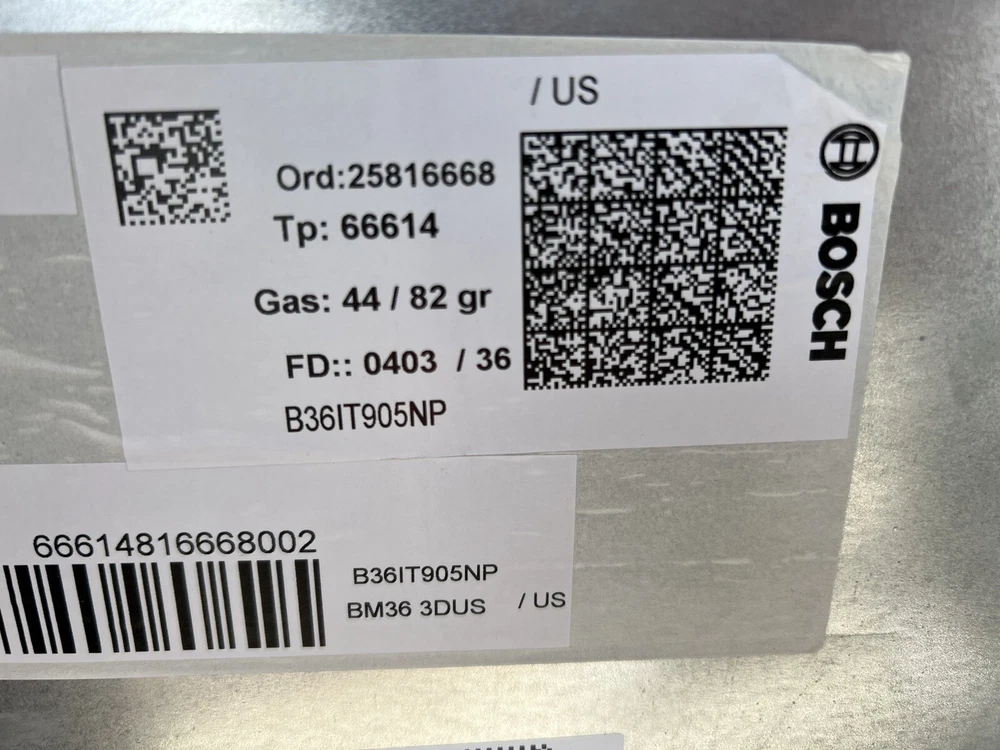 / US
Ord:25816668
Tp: 66614
Gas: 44 / 82 gr
FD:: 0403 / 36
B36IT905NP
BOSCH
66614816668002
B36IT905NP
BM36 3DUS / US